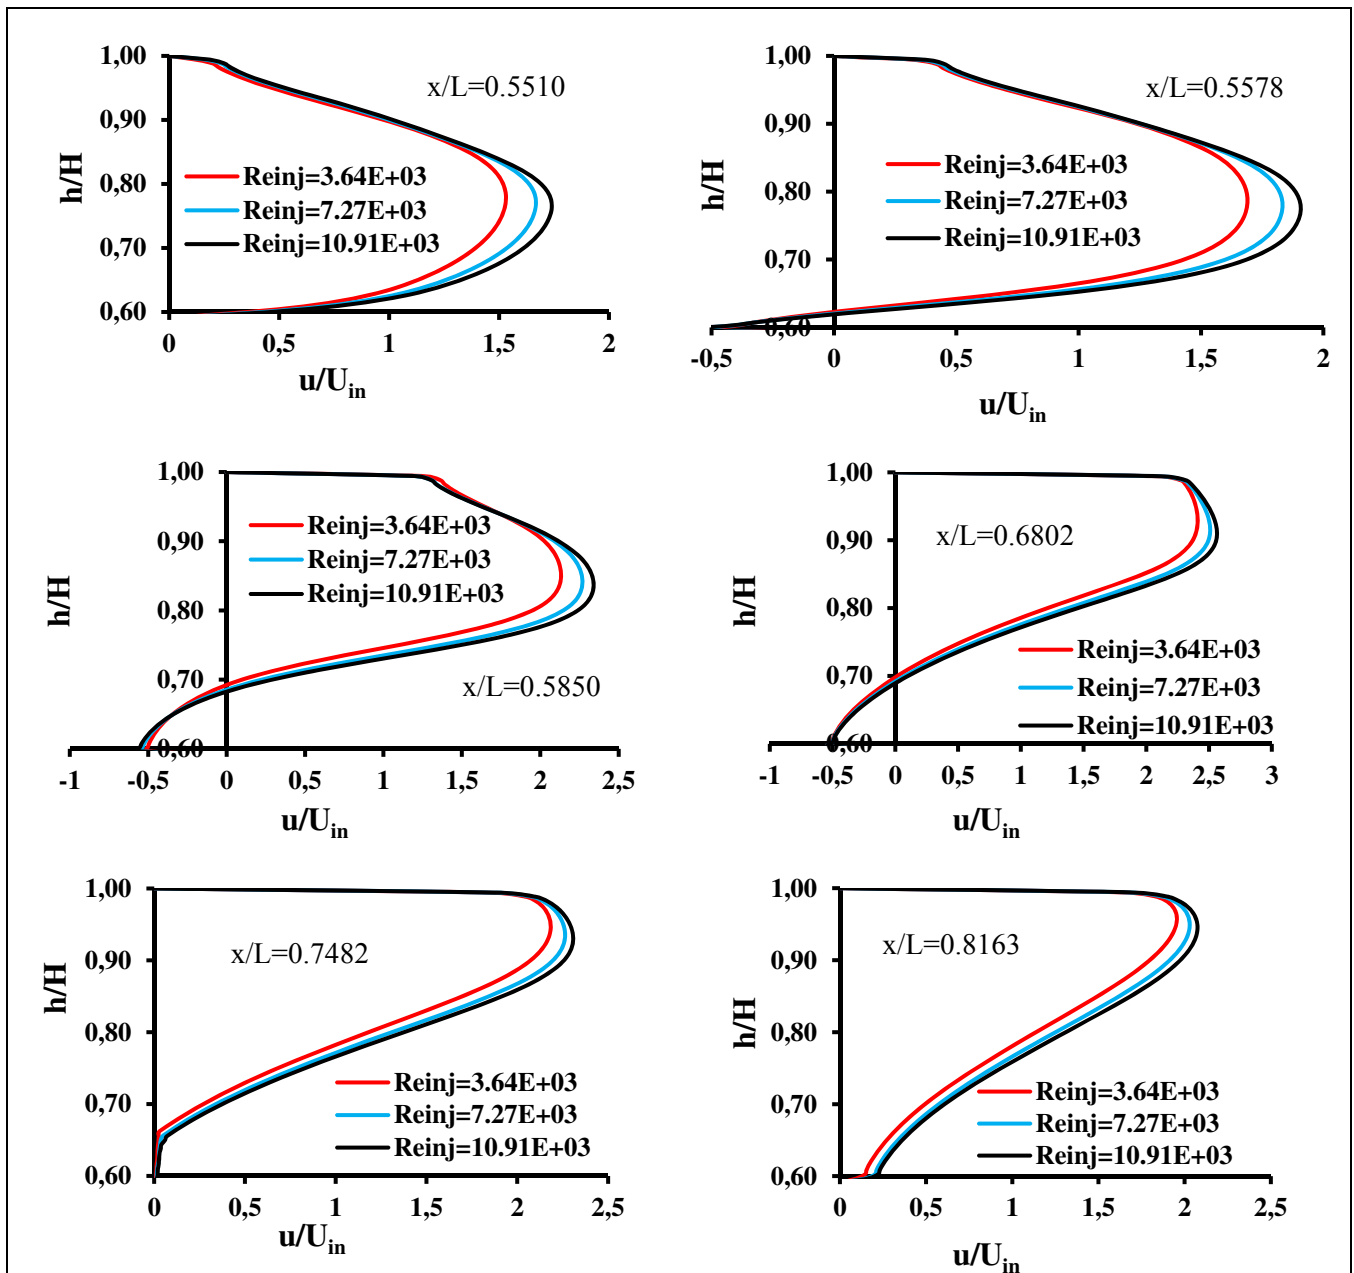 1,00
0,90
0,80
0,70
0,60
h/H
x/L=0.5510
Reinj=3.64E+03
Reinj=7.27E+03
Reinj=10.91E+03
0 0,5 1 1,5 2
u/Uin
1,00
0,90
0,80
0,70
0,60
h/H
x/L=0.5578
Reinj=3.64E+03
Reinj=7.27E+03
Reinj=10.91E+03
-0,5 0 0,5 1 1,5 2
u/Uin
1,00
0,90
0,80
0,70
0,60
h/H
Reinj=3.64E+03
Reinj=7.27E+03
Reinj=10.91E+03
x/L=0.5850
-1 -0,5 0 0,5 1 1,5 2 2,5
u/Uin
1,00
0,90
0,80
0,70
0,60
h/H
x/L=0.6802
Reinj=3.64E+03
Reinj=7.27E+03
Reinj=10.91E+03
-1 -0,5 0 0,5 1 1,5 2 2,5 3
u/Uin
1,00
0,90
0,80
0,70
0,60
h/H
x/L=0.7482
Reinj=3.64E+03
Reinj=7.27E+03
Reinj=10.91E+03
0 0,5 1 1,5 2 2,5
u/Uin
1,00
0,90
0,80
0,70
0,60
h/H
x/L=0.8163
Reinj=3.64E+03
Reinj=7.27E+03
Reinj=10.91E+03
0 0,5 1 1,5 2 2,5
u/Uin